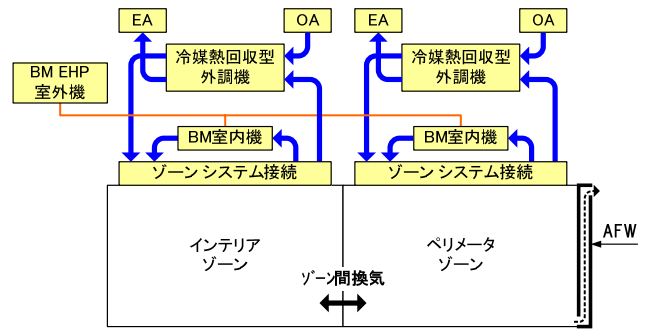 EA
OA
EA
OA
BM EHP
室外機
冷媒熱回収型
外調機
冷媒熱回収型
外調機
BM室内機
BM室内機
ゾーン システム接続
ゾーン システム接続
インテリア
ゾーン
ペリメータ
ゾーン
AFW
ｿﾞｰﾝ間換気